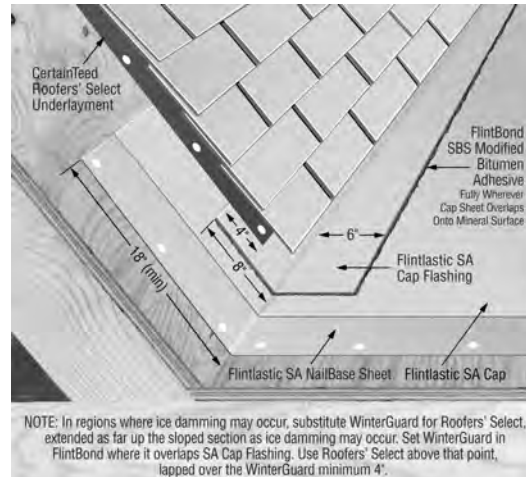 CertainTeed
Roofers' Select
Underlayment
FlintBond
SBS Modified
Bitumen
Adhesive
Fully Wherever
Cap Sheet Overlaps
Onto Mineral Surface
4"
6"
18" (min)
8"
Flintlastic SA
Cap Flashing
Flintlastic SA NailBase Sheet
Flintlastic SA Cap
NOTE: In regions where ice damming may occur, substitute WinterGuard for Roofers' Select,
extended as far up the sloped section as ice damming may occur. Set WinterGuard in
FlintBond where it overlaps SA Cap Flashing. Use Roofers' Select above that point,
lapped over the WinterGuard minimum 4".